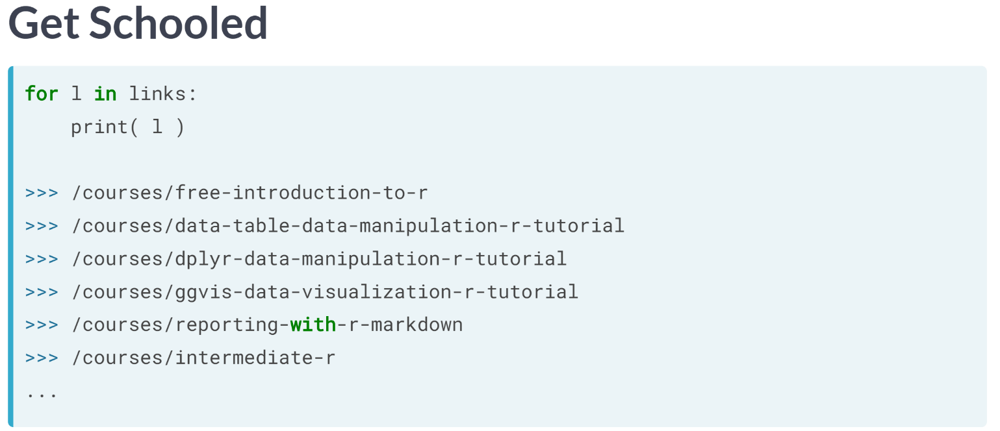 Get Schooled
for l in links:
    print( l )
>>> /courses/free-introduction-to-r
>>> /courses/data-table-data-manipulation-r-tutorial
>>> /courses/dplyr-data-manipulation-r-tutorial
>>> /courses/ggvis-data-visualization-r-tutorial
>>> /courses/reporting-with-r-markdown
>>> /courses/intermediate-r
...